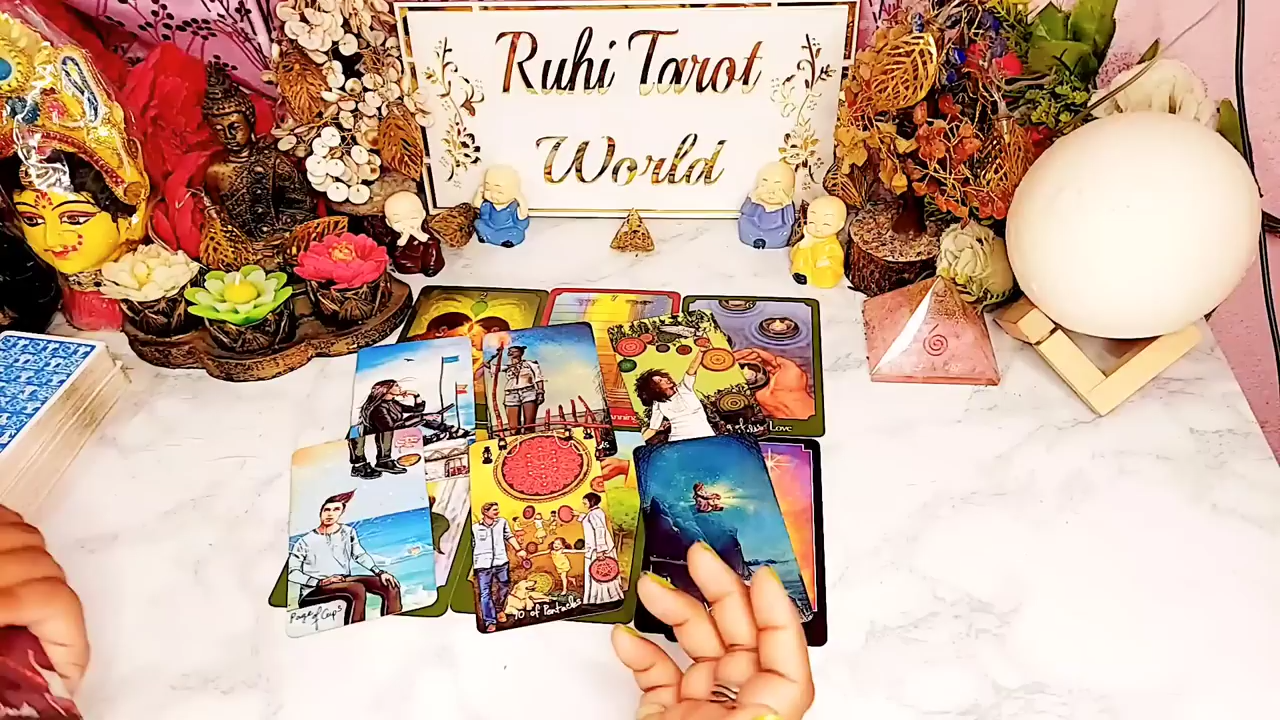 Ruhi Tarot
World
Love
Page of Cups
10 of Pentacles